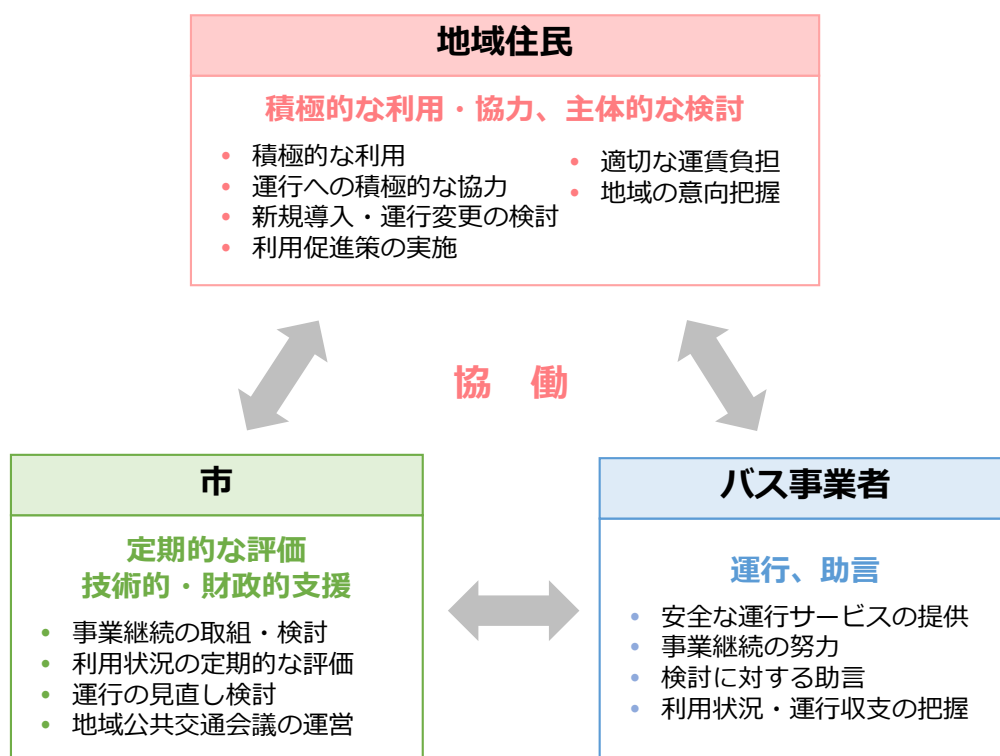 地域住民
積極的な利用・協力、主体的な検討
• 積極的な利用
• 運行への積極的な協力
• 新規導入・運行変更の検討
• 利用促進策の実施
• 適切な運賃負担
• 地域の意向把握
協 働
市
定期的な評価
技術的・財政的支援
• 事業継続の取組・検討
• 利用状況の定期的な評価
• 運行の見直し検討
• 地域公共交通会議の運営
バス事業者
運行、助言
• 安全な運行サービスの提供
• 事業継続の努力
• 検討に対する助言
• 利用状況・運行収支の把握